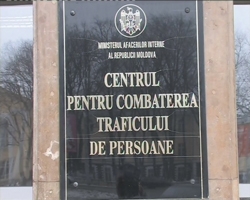 MINISTERUL AFACERILOR INTERNE
AL REPUBLICII MOLDOVA
CENTRUL
PENTRU COMBATEREA
TRAFICULUI
DE PERSOANE